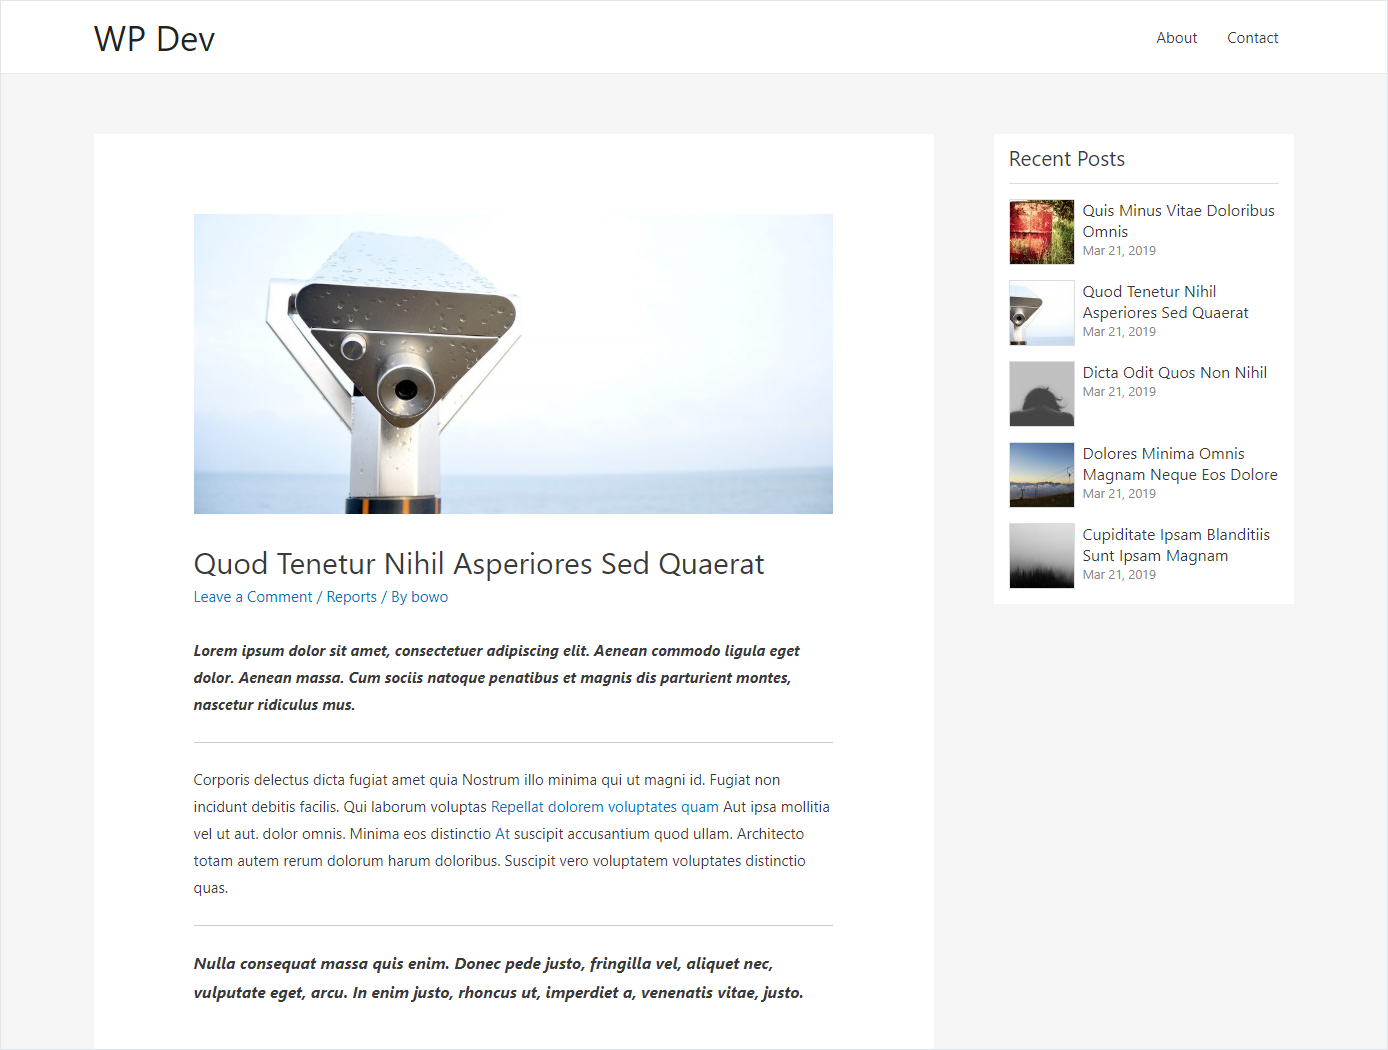 WP Dev
About
Contact
Quod Tenetur Nihil Asperiores Sed Quaerat
Leave a Comment / Reports / By bowo
Lorem ipsum dolor sit amet, consectetuer adipiscing elit. Aenean commodo ligula eget
dolor. Aenean massa. Cum sociis natoque penatibus et magnis dis parturient montes,
nascetur ridiculus mus.
Corporis delectus dicta fugiat amet quia Nostrum illo minima qui ut magni id. Fugiat non
incidunt debitis facilis. Qui laborum voluptas Repellat dolorem voluptates quam Aut ipsa mollitia
vel ut aut. dolor omnis. Minima eos distinctio At suscipit accusantium quod ullam. Architecto
totam autem rerum dolorum harum doloribus. Suscipit vero voluptatem voluptates distinctio
quas.
Nulla consequat massa quis enim. Donec pede justo, fringilla vel, aliquet nec,
vulputate eget, arcu. In enim justo, rhoncus ut, imperdiet a, venenatis vitae, justo.
Recent Posts
Quis Minus Vitae Doloribus
Omnis
Mar 21, 2019
Quod Tenetur Nihil
Asperiores Sed Quaerat
Mar 21, 2019
Dicta Odit Quos Non Nihil
Mar 21, 2019
Dolores Minima Omnis
Magnam Neque Eos Dolore
Mar 21, 2019
Cupiditate Ipsam Blanditiis
Sunt Ipsam Magnam
Mar 21, 2019